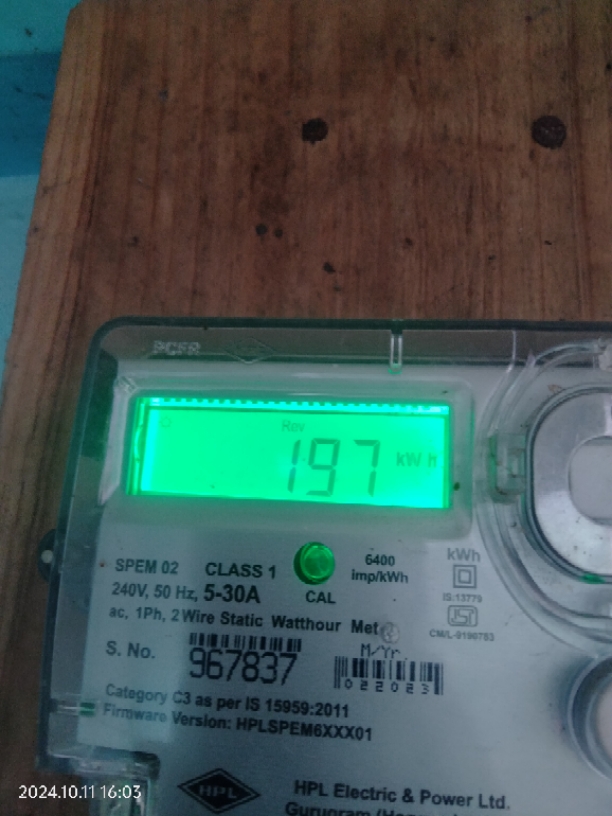 Rev
197 kWh
SPEM 02 CLASS 1 6400 imp/kWh kWh
240V, 50 Hz, 5-30A CAL IS:13779
ac, 1Ph, 2 Wire Static Watthour
S. No. M/Yr.
967837 022023
Category C3 as per IS 15959:2011
Firmware Version: HPLSPEM6XXX01
HPL HPL Electric & Power Ltd.
2024.10.11 16:03